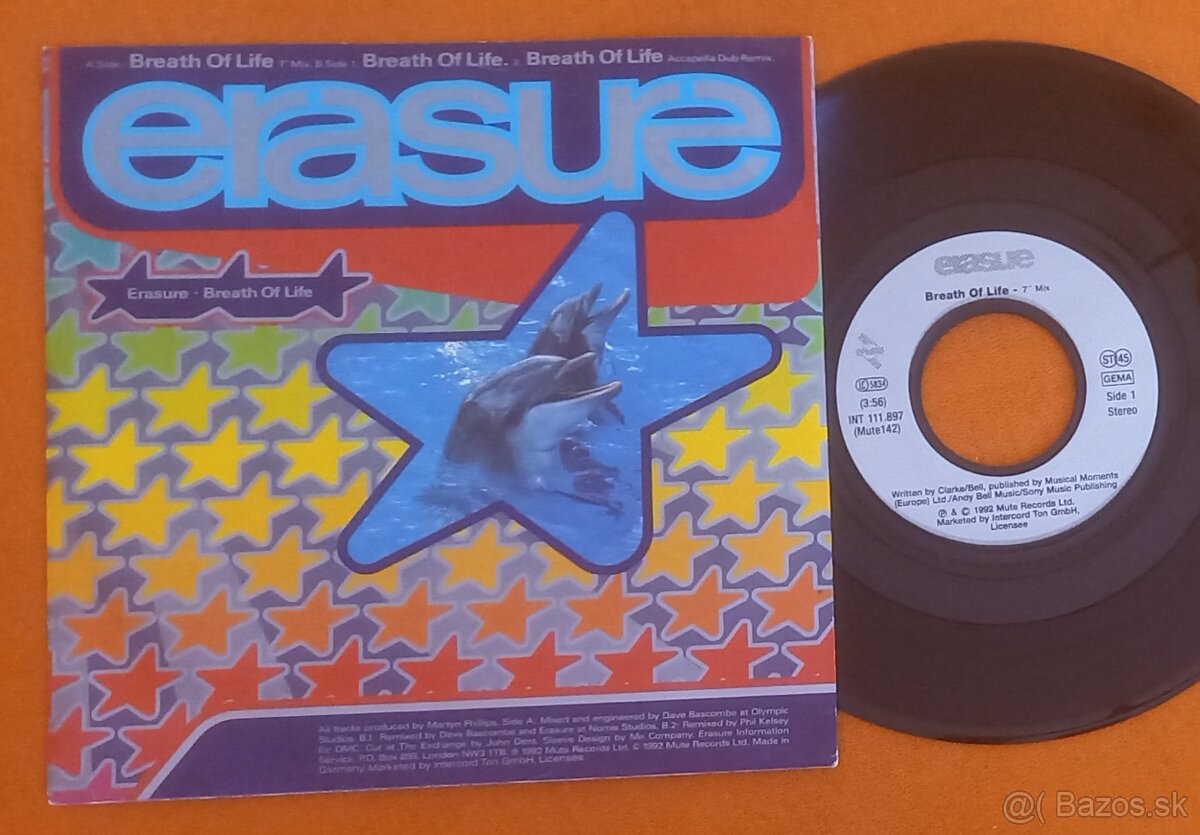 A Side. Breath Of Life 7" Mix. B Side 1. Breath Of Life. 2. Breath Of Life Accapella Dub Remix.
erasure
Erasure · Breath Of Life
All tracks produced by Martyn Phillips. Side A: Mixed and engineered by Dave Bascombe at Olympic
Studios. B.1: Remixed by Dave Bascombe and Erasure at Nomis Studios. B.2: Remixed by Phil Kelsey
for DMC. Cut at The Exchange by John Dent. Sleeve Design by Me Company. Erasure Information
Service, P.O. Box 899, London NW3 1TB. ℗ 1992 Mute Records Ltd. © 1992 Mute Records Ltd. Made in
Germany. Marketed by Intercord Ton GmbH, Licensee
erasure
Breath Of Life - 7" Mix
LC 5834
(3:56)
INT 111.897
(Mute142)
ST 45
GEMA
Side 1
Stereo
Written by Clarke/Bell, published by Musical Moments
(Europe) Ltd./Andy Bell Music/Sony Music Publishing
℗ & © 1992 Mute Records Ltd.
Marketed by Intercord Ton GmbH,
Licensee
@( Bazos.sk